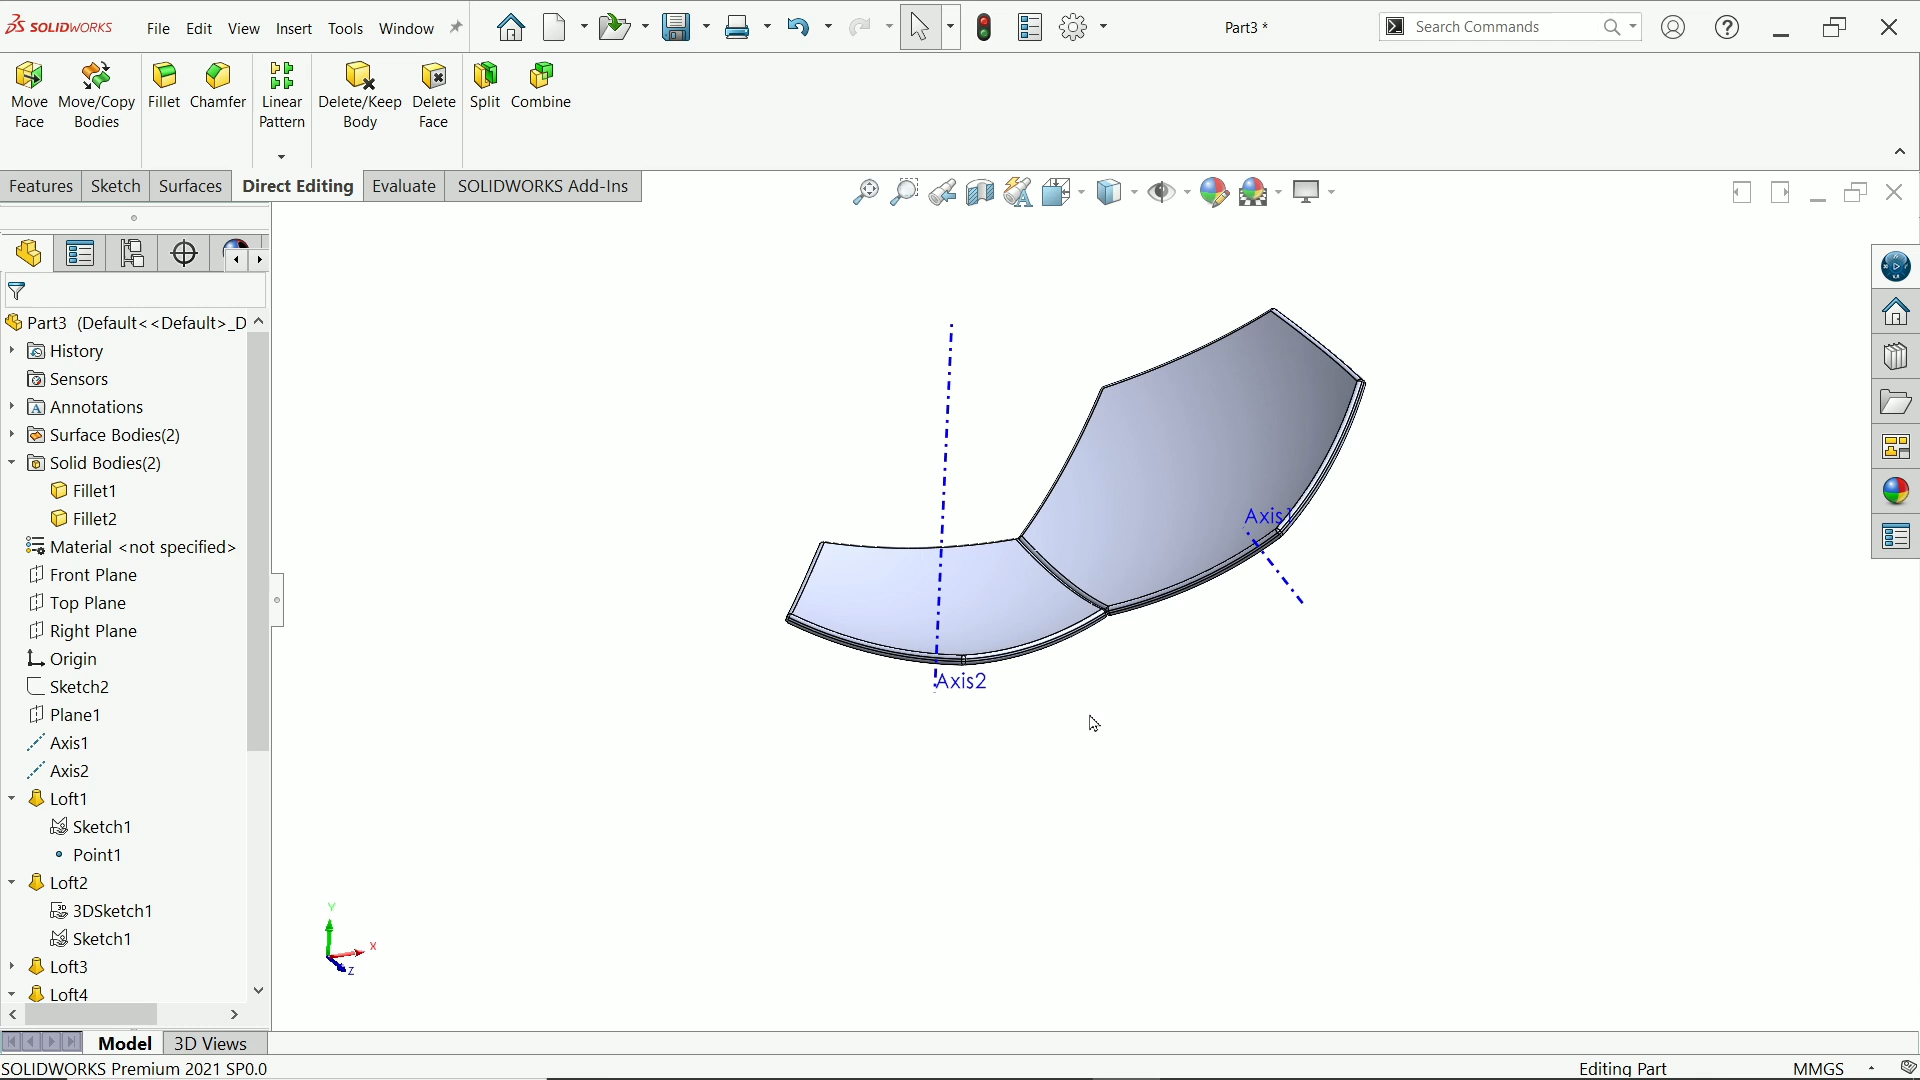 SOLIDWORKS File Edit View Insert Tools Window Part3 * Search Commands
Move Face
Move/Copy Bodies
Fillet
Chamfer
Linear Pattern
Delete/Keep Body
Delete Face
Split
Combine
Features Sketch Surfaces Direct Editing Evaluate SOLIDWORKS Add-Ins
Part3 (Default<<Default>_D
History
Sensors
Annotations
Surface Bodies(2)
Solid Bodies(2)
Fillet1
Fillet2
Material <not specified>
Front Plane
Top Plane
Right Plane
Origin
Sketch2
Plane1
Axis1
Axis2
Loft1
Sketch1
Point1
Loft2
3DSketch1
Sketch1
Loft3
Loft4
Axis1
Axis2
Y
X
Z
Model 3D Views
SOLIDWORKS Premium 2021 SP0.0 Editing Part MMGS